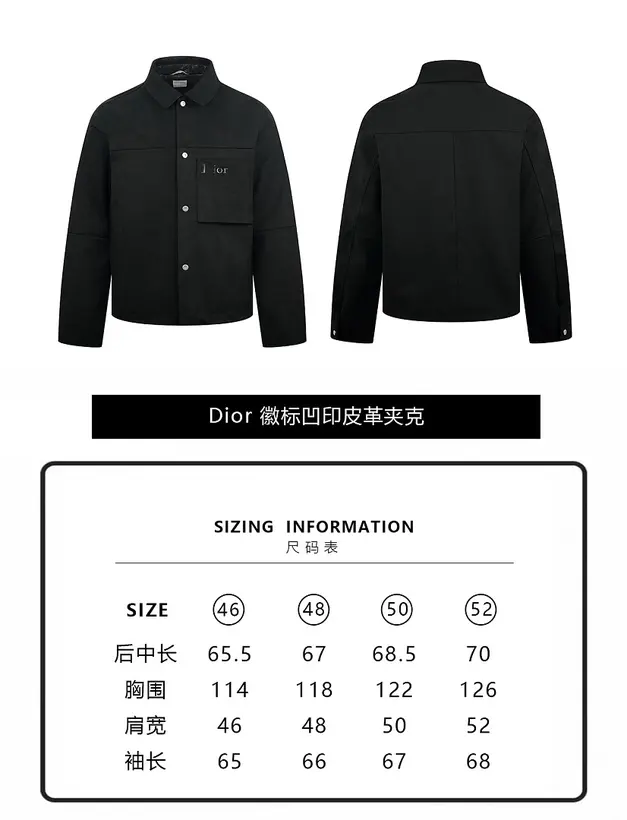 Dior
Dior 徽标凹印皮革夹克
SIZING INFORMATION
尺码表
SIZE 46 48 50 52
后中长 65.5 67 68.5 70
胸围 114 118 122 126
肩宽 46 48 50 52
袖长 65 66 67 68